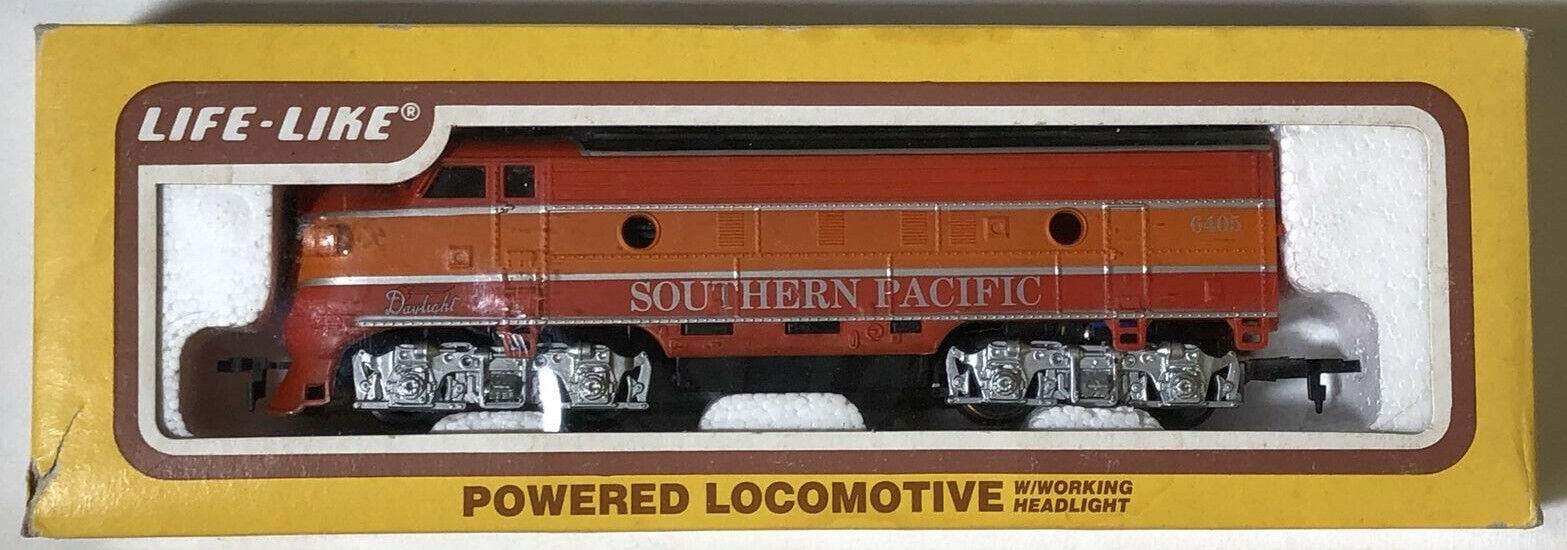 LIFE-LIKE®
6405
Daylight
SOUTHERN PACIFIC
POWERED LOCOMOTIVE W/WORKING
HEADLIGHT